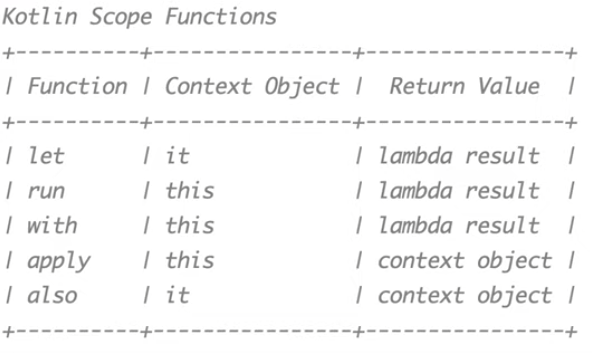 Kotlin Scope Functions
+----------+----------------+---------------+
| Function | Context Object |  Return Value  |
+----------+----------------+---------------+
| let      | it             | lambda result  |
| run      | this           | lambda result  |
| with     | this           | lambda result  |
| apply    | this           | context object |
| also     | it             | context object |
+----------+----------------+---------------+